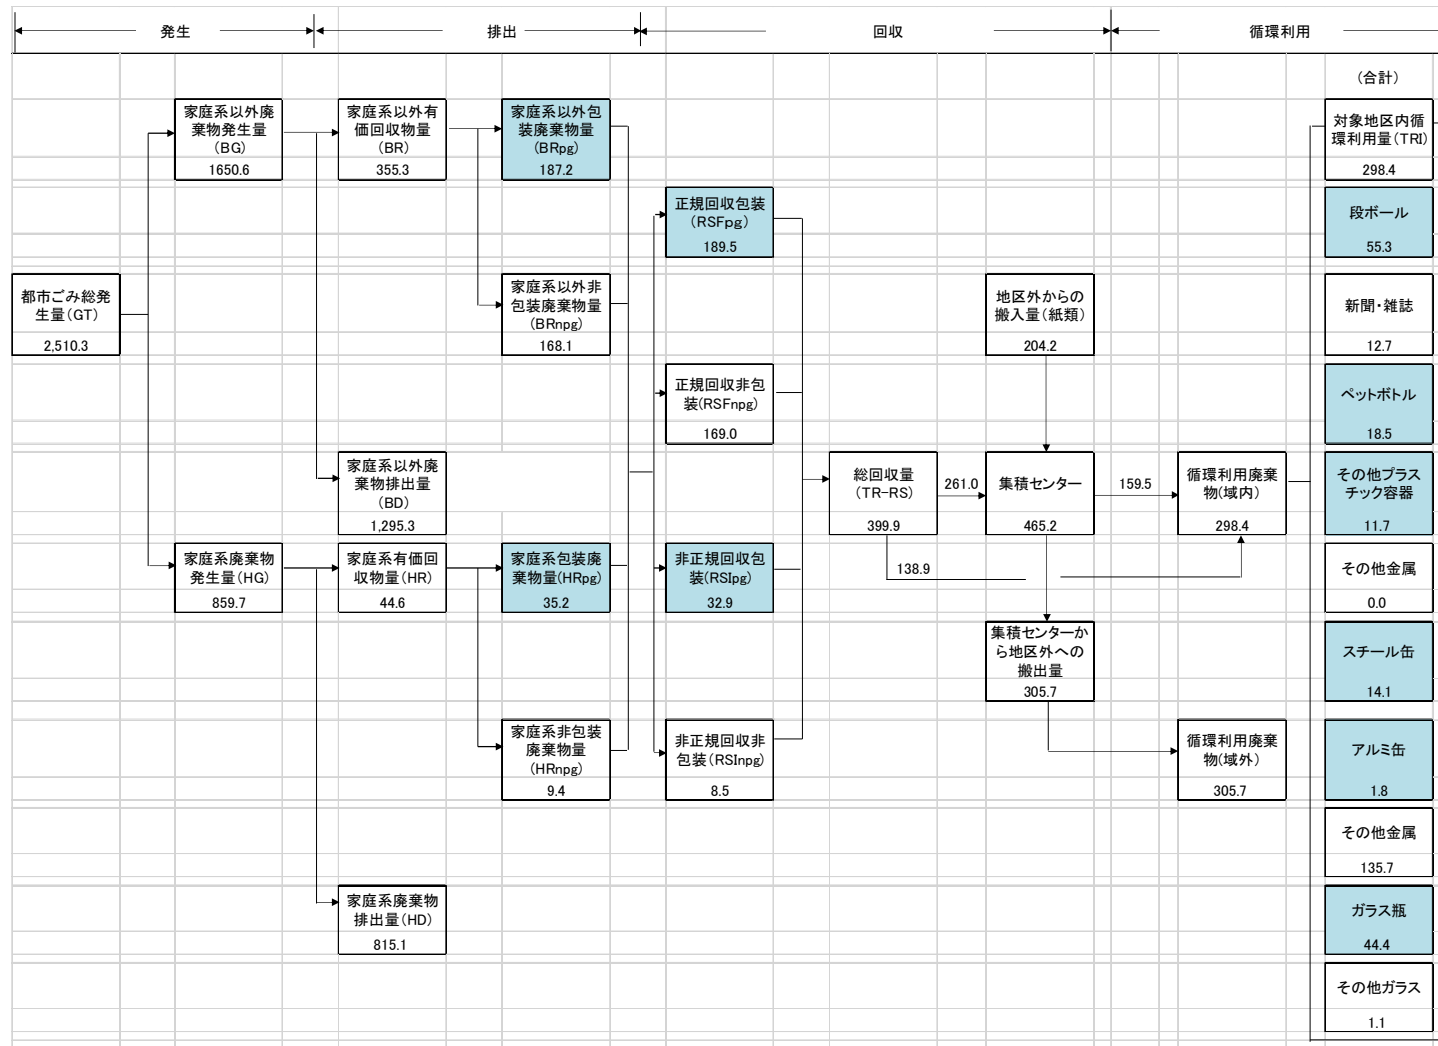 発生
排出
回収
循環利用
(合計)
家庭系以外廃
棄物発生量
(BG)
1650.6
家庭系以外有
価回収物量
(BR)
355.3
家庭系以外包
装廃棄物量
(BRpg)
187.2
対象地区内循
環利用量(TRI)
298.4
正規回収包装
(RSFpg)
189.5
段ボール
55.3
都市ごみ総発
生量(GT)
2,510.3
家庭系以外非
包装廃棄物量
(BRnpg)
168.1
地区外からの
搬入量(紙類)
204.2
新聞・雑誌
12.7
正規回収非包
装(RSFnpg)
169.0
ペットボトル
18.5
家庭系以外廃
棄物排出量
(BD)
1,295.3
総回収量
(TR-RS)
399.9
261.0
集積センター
465.2
159.5
循環利用廃棄
物(域内)
298.4
その他プラス
チック容器
11.7
家庭系廃棄物
発生量(HG)
859.7
家庭系有価回
収物量(HR)
44.6
家庭系包装廃
棄物量(HRpg)
35.2
非正規回収包
装(RSIpg)
32.9
138.9
その他金属
0.0
集積センターか
ら地区外への
搬出量
305.7
スチール缶
14.1
家庭系非包装
廃棄物量
(HRnpg)
9.4
非正規回収非
包装(RSInpg)
8.5
循環利用廃棄
物(域外)
305.7
アルミ缶
1.8
その他金属
135.7
家庭系廃棄物
排出量(HD)
815.1
ガラス瓶
44.4
その他ガラス
1.1